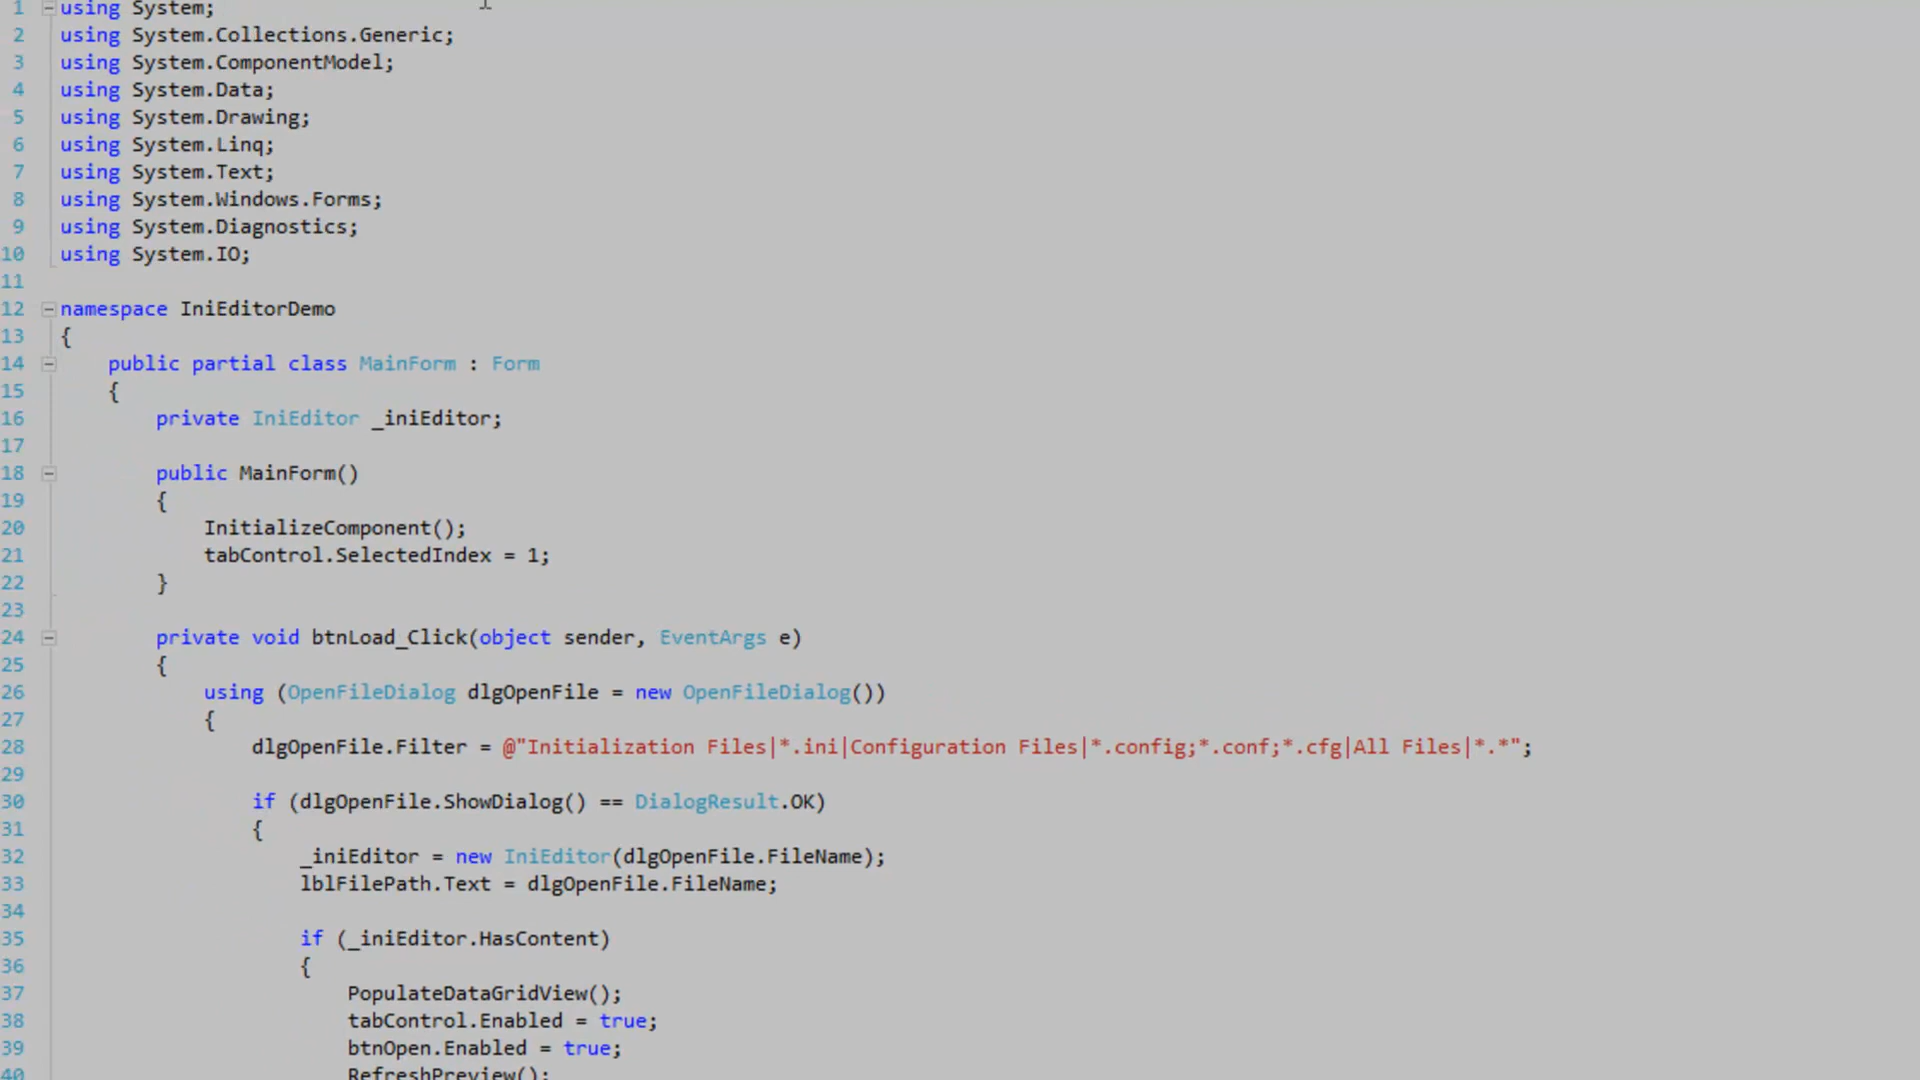 1 using System;
2 using System.Collections.Generic;
3 using System.ComponentModel;
4 using System.Data;
5 using System.Drawing;
6 using System.Linq;
7 using System.Text;
8 using System.Windows.Forms;
9 using System.Diagnostics;
10 using System.IO;
11
12 namespace IniEditorDemo
13 {
14     public partial class MainForm : Form
15     {
16         private IniEditor _iniEditor;
17
18         public MainForm()
19         {
20             InitializeComponent();
21             tabControl.SelectedIndex = 1;
22         }
23
24         private void btnLoad_Click(object sender, EventArgs e)
25         {
26             using (OpenFileDialog dlgOpenFile = new OpenFileDialog())
27             {
28                 dlgOpenFile.Filter = @"Initialization Files|*.ini|Configuration Files|*.config;*.conf;*.cfg|All Files|*.*";
29
30                 if (dlgOpenFile.ShowDialog() == DialogResult.OK)
31                 {
32                     _iniEditor = new IniEditor(dlgOpenFile.FileName);
33                     lblFilePath.Text = dlgOpenFile.FileName;
34
35                     if (_iniEditor.HasContent)
36                     {
37                         PopulateDataGridView();
38                         tabControl.Enabled = true;
39                         btnOpen.Enabled = true;
40                         RefreshPreview();